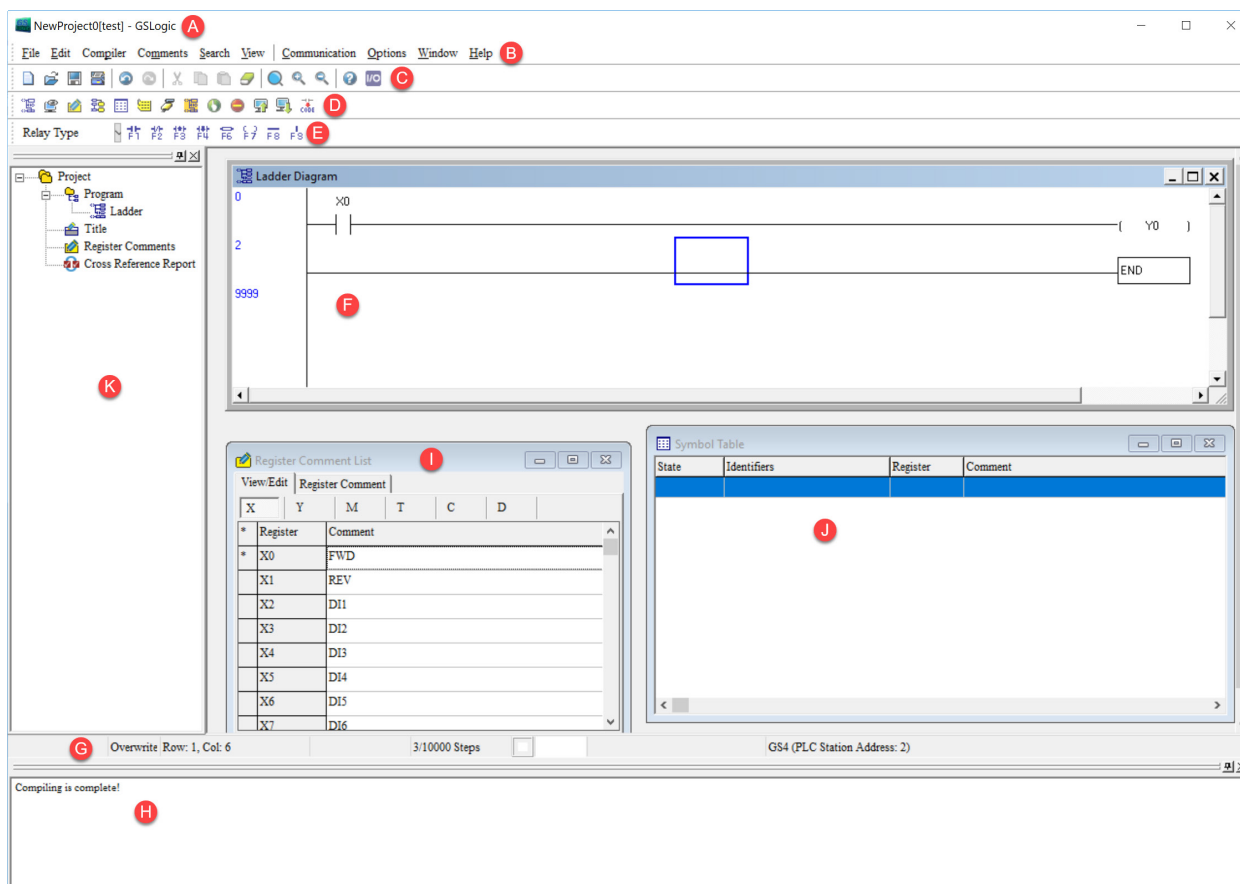 NewProject0[test] - GSLogic A
File Edit Compiler Comments Search View Communication Options Window Help B
I/O C
CODE D
Relay Type F1 F2 F3 F4 F6 F7 F8 F9 E
Project
Program
Ladder
Title
Register Comments
Cross Reference Report
K
Ladder Diagram
0
X0
( Y0 )
2
END
9999
F
Register Comment List I
View/Edit Register Comment
X Y M T C D
* Register Comment
* X0 FWD
X1 REV
X2 DI1
X3 DI2
X4 DI3
X5 DI4
X6 DI5
X7 DI6
Symbol Table
State Identifiers Register Comment
J
G Overwrite Row: 1, Col: 6 3/10000 Steps GS4 (PLC Station Address: 2)
Compiling is complete!
H